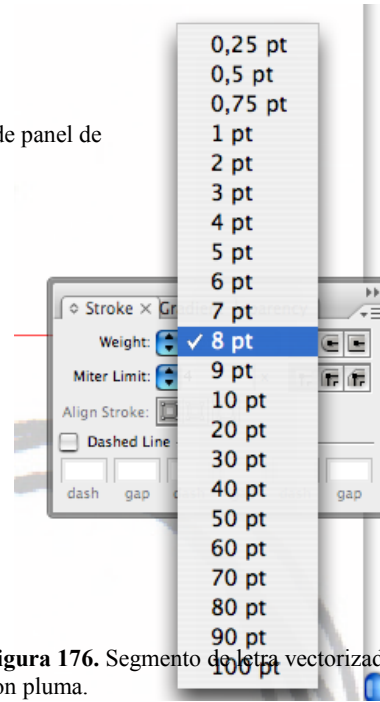 0,25 pt
0,5 pt
0,75 pt
de panel de
1 pt
2 pt
3 pt
4 pt
5 pt
6 pt
7 pt
Stroke
Weight: ✓ 8 pt
Miter Limit: 9 pt
Align Stroke: 10 pt
20 pt
Dashed Line
30 pt
dash gap 40 pt gap
50 pt
60 pt
70 pt
80 pt
90 pt
igura 176. Segmento de letra vectorizad
100 pt
on pluma.